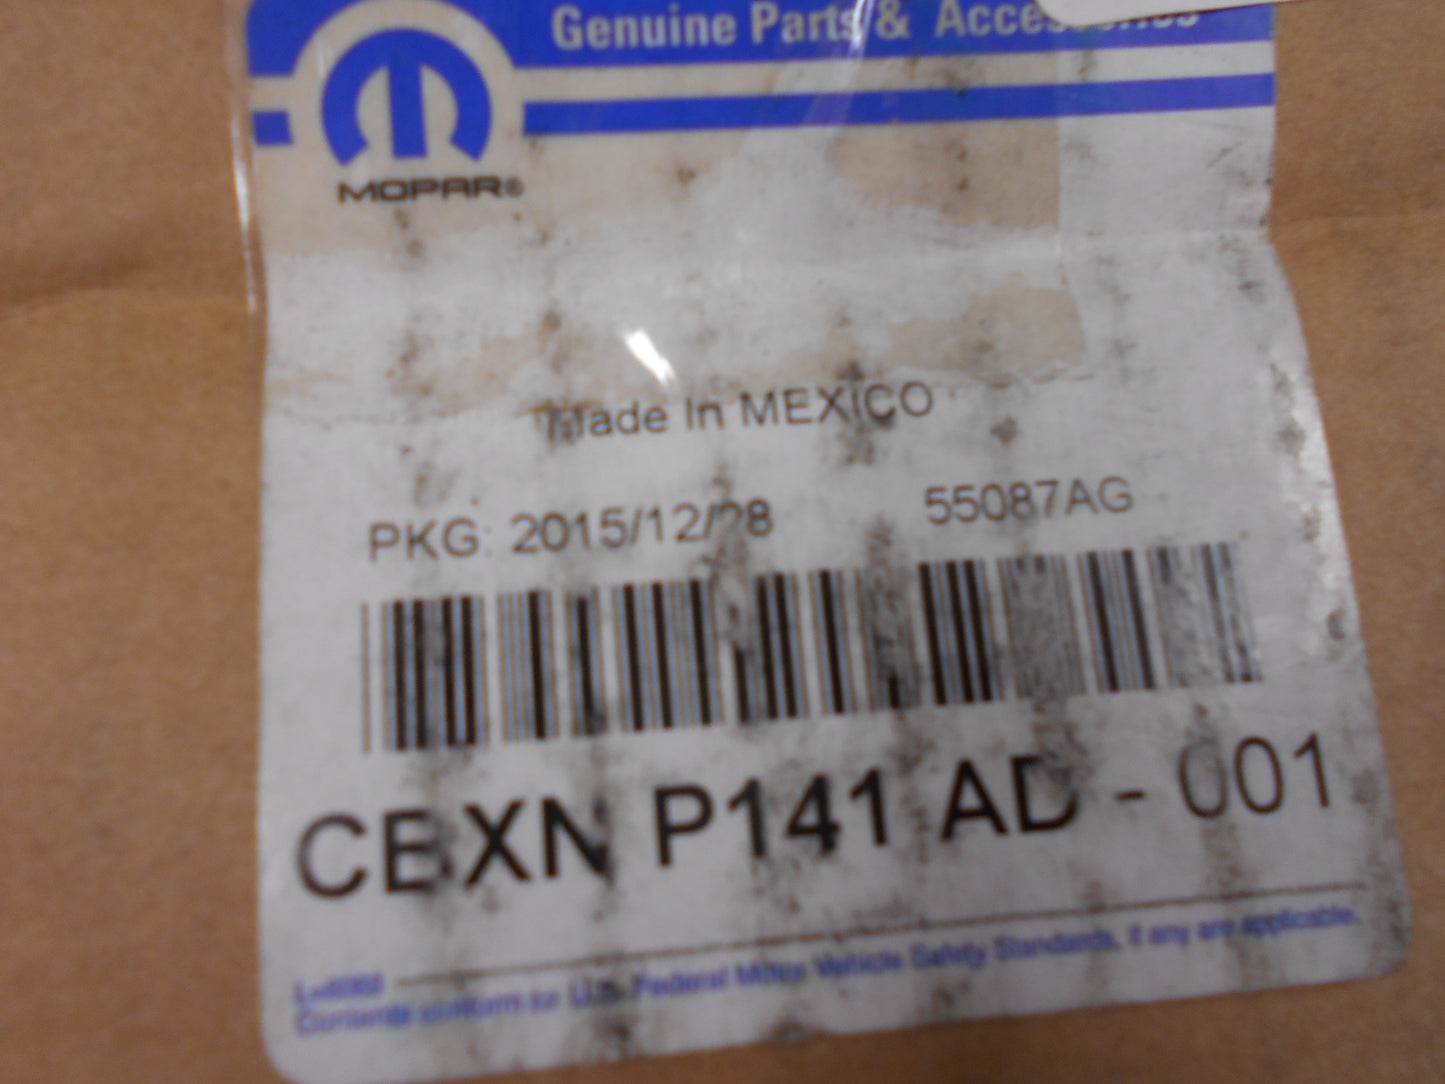 Genuine Parts & Accessories
MOPAR®
Made In MEXICO
PKG: 2015/12/28 55087AG
CBXN P141 AD - 001
Contents conform to U.S. Federal Motor Vehicle Safety Standards, if any are applicable.